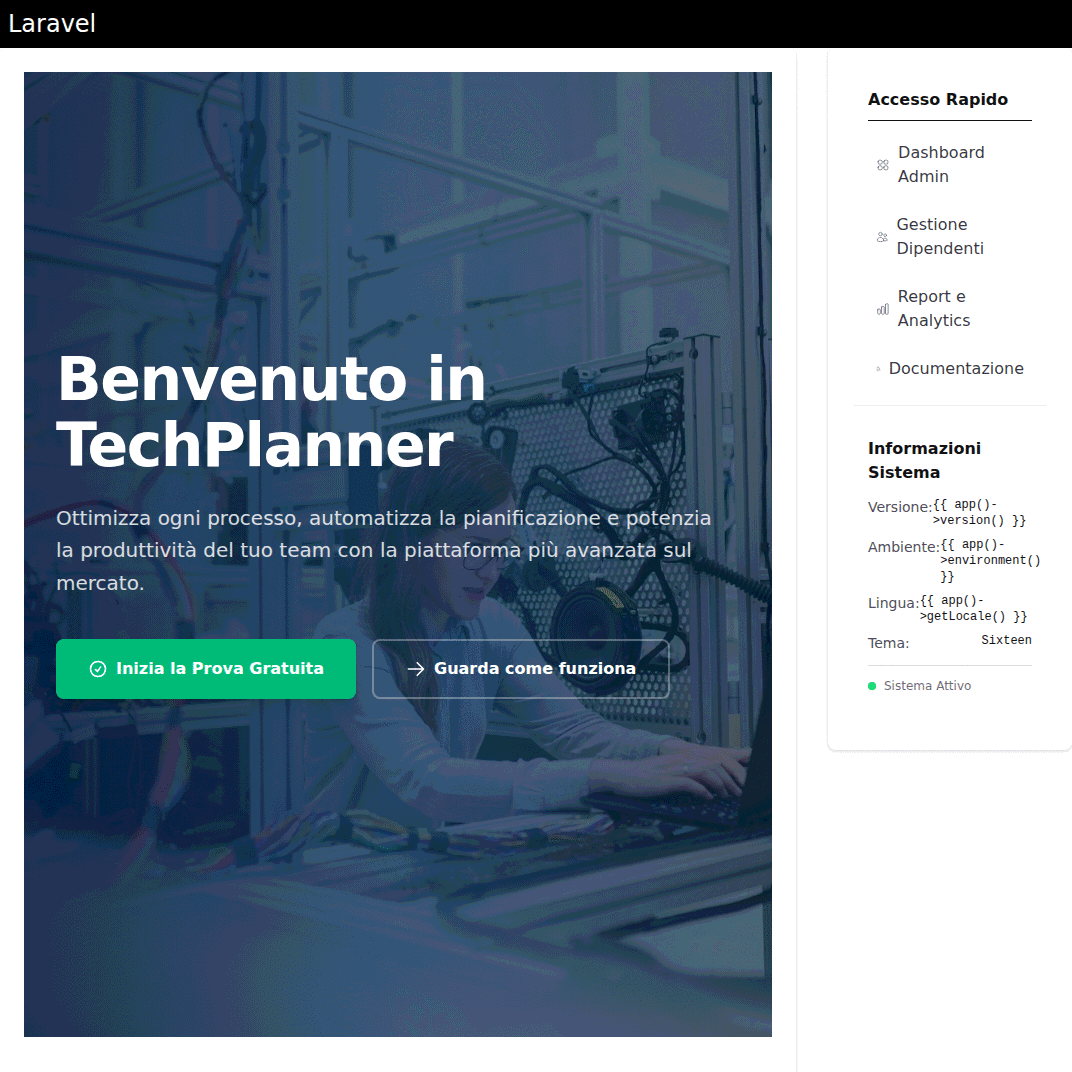 Laravel
Benvenuto in
TechPlanner
Ottimizza ogni processo, automatizza la pianificazione e potenzia
la produttività del tuo team con la piattaforma più avanzata sul
mercato.
Inizia la Prova Gratuita
Guarda come funziona
Accesso Rapido
Dashboard
Admin
Gestione
Dipendenti
Report e
Analytics
Documentazione
Informazioni
Sistema
Versione: {{ app()-
>version() }}
Ambiente: {{ app()-
>environment()
}}
Lingua: {{ app()-
>getLocale() }}
Tema: Sixteen
Sistema Attivo